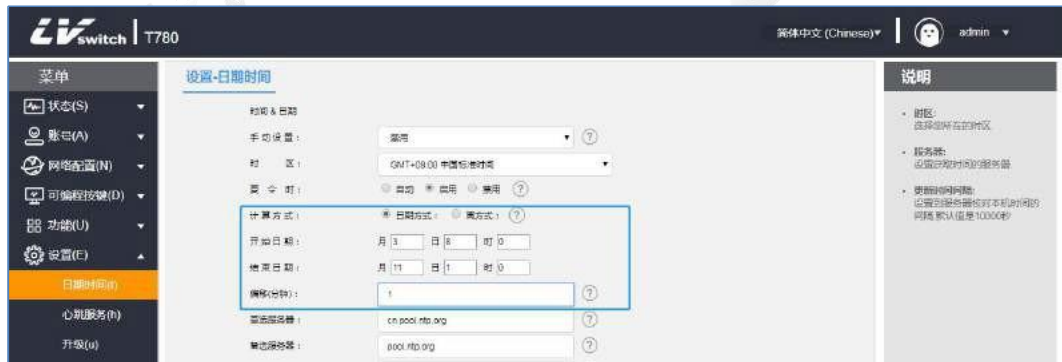 LVswitch T780
简体中文 (Chinese)
admin
菜单
状态(S)
账号(A)
网络配置(N)
可编程按键(D)
功能(U)
设置(E)
日期时间(t)
心跳服务(h)
升级(u)
设置-日期时间
时间 & 日期
手动设置: 禁用 ?
时 区: GMT+08:00 中国标准时间
夏令时: 自动 启用 禁用 ?
计算方式: 日期方式: 周方式: ?
开始日期: 月 3 日 8 时 0
结束日期: 月 11 日 1 时 0
偏移(分钟): 1 ?
首选服务器: cn.pool.ntp.org ?
备选服务器: pool.ntp.org ?
说明
时区:
选择您所在的时区
服务器:
设置获取时间的服务器
更新时间间隔:
设置到服务器校对本机时间的
间隔,默认值是10000秒